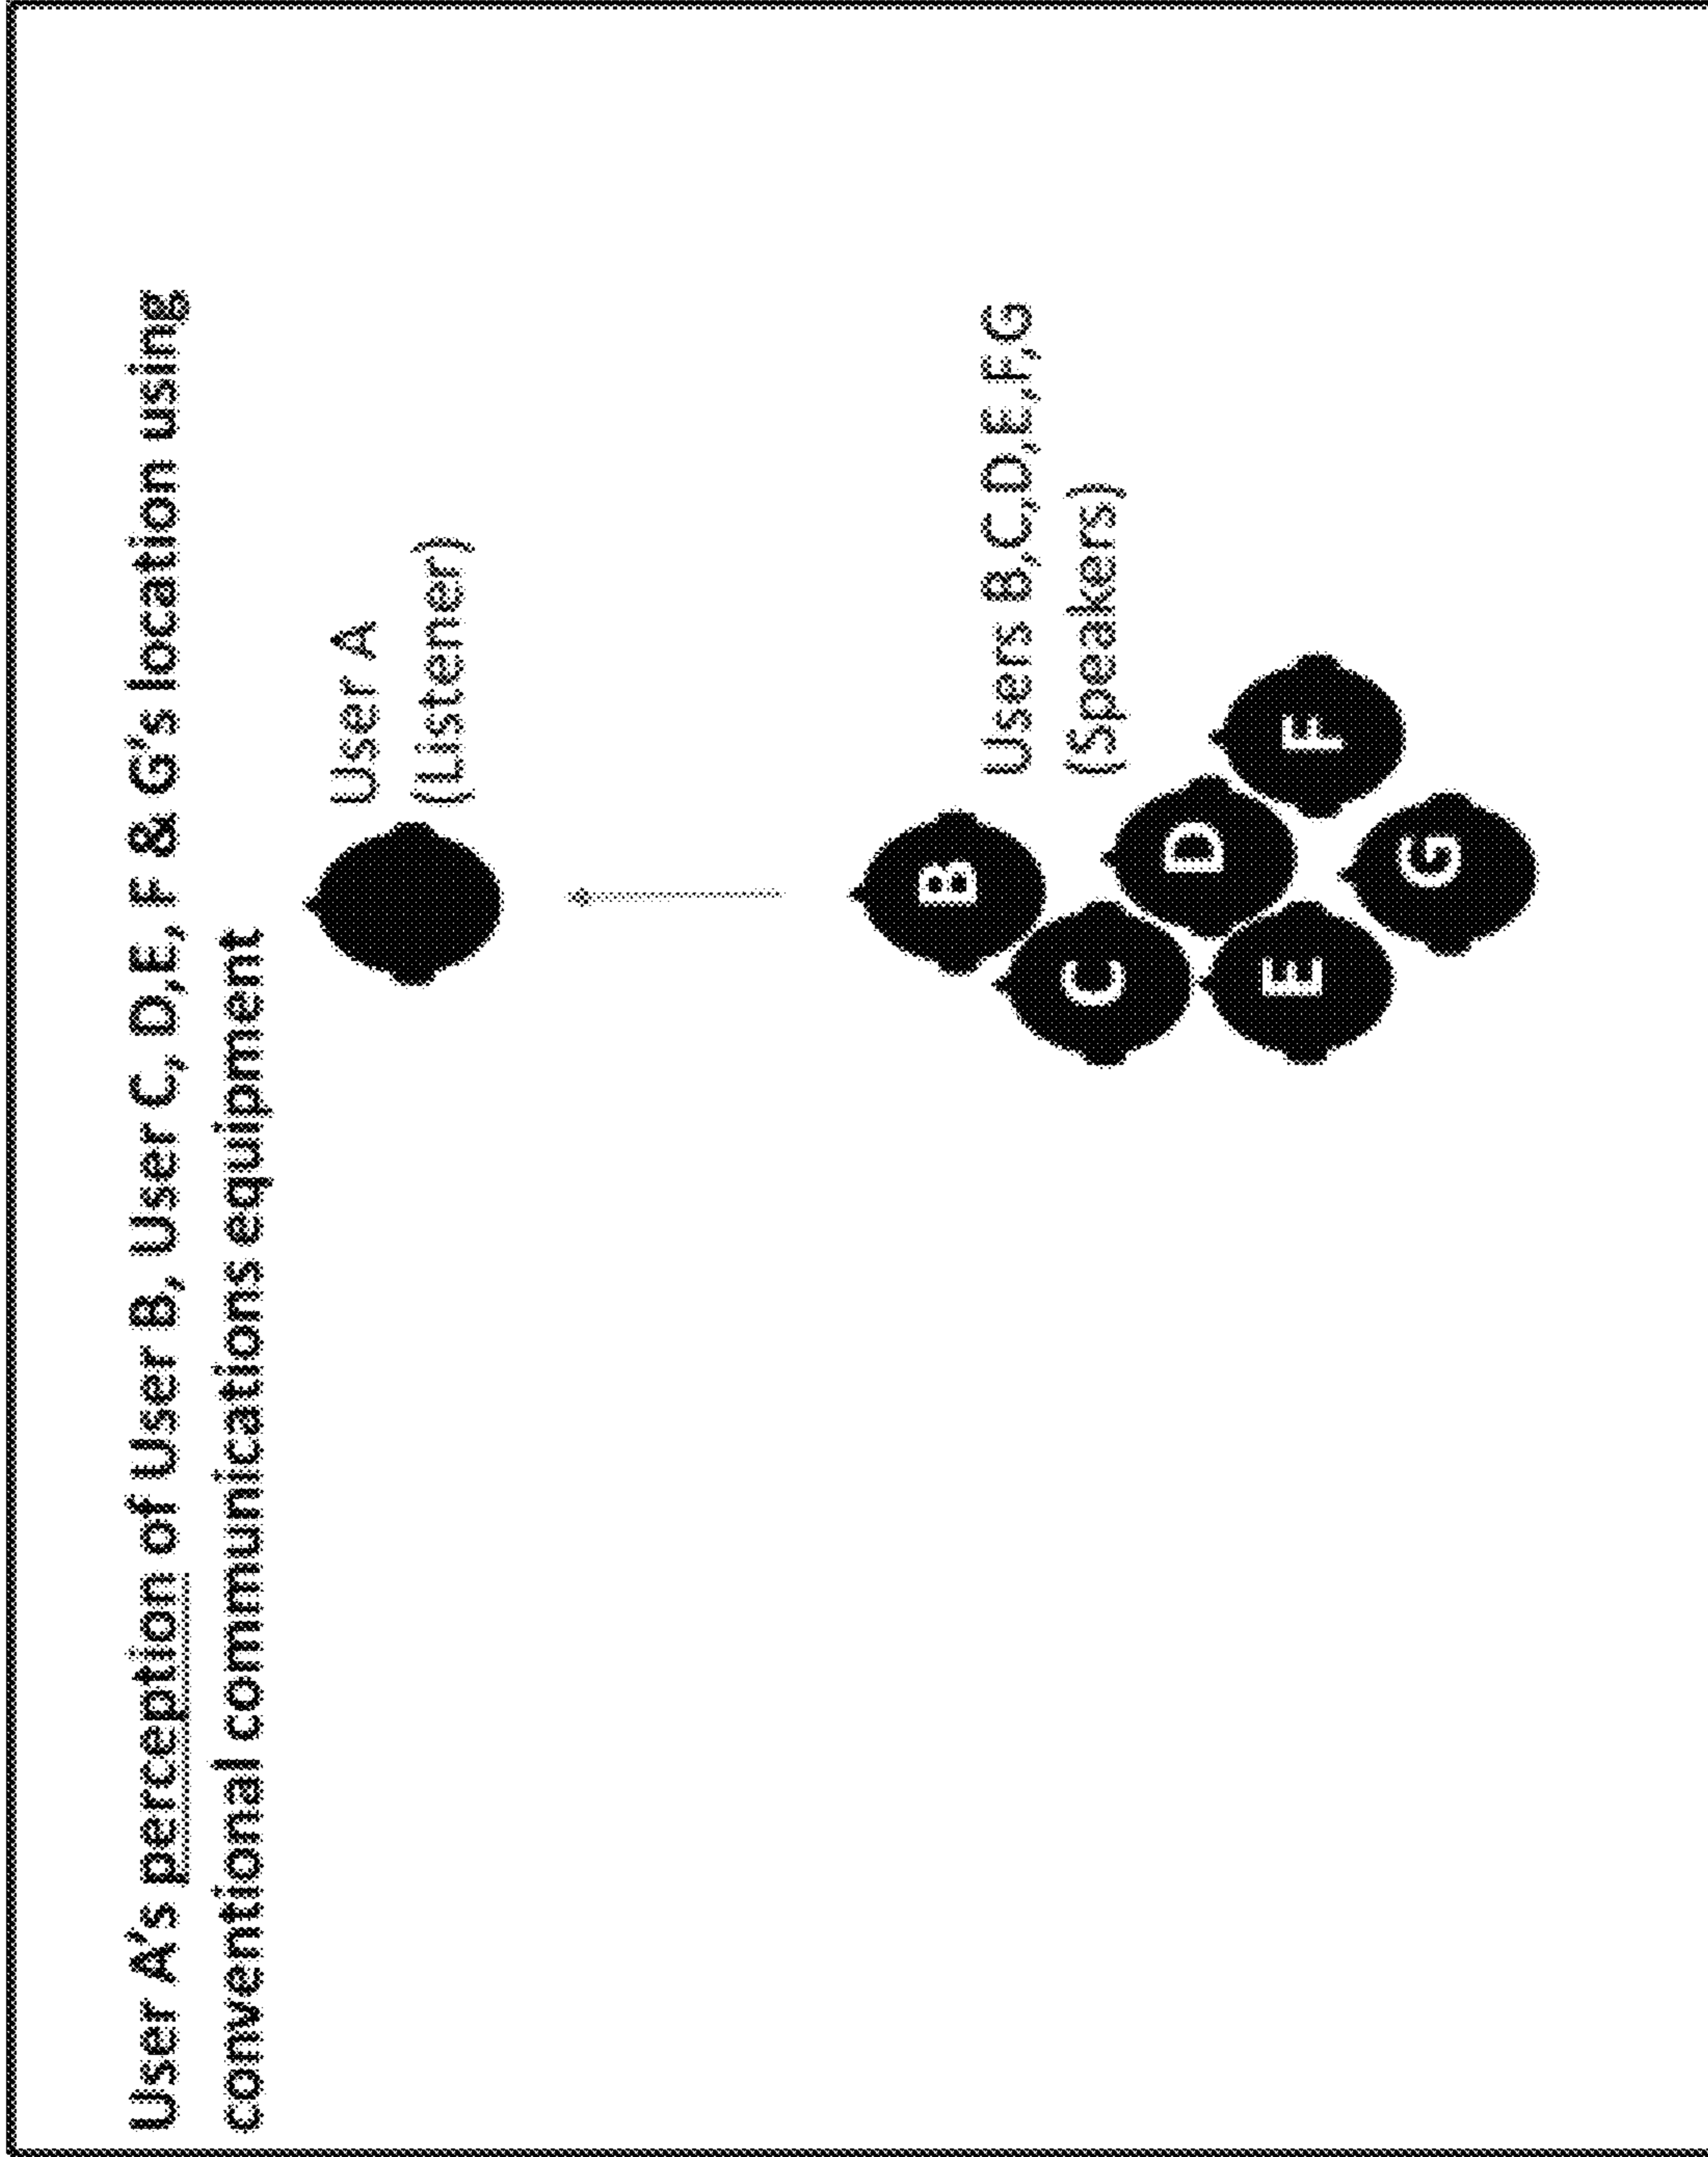 User A's perception of User B, User C, D,E, F & G's location using
conventional communications equipment
User A
(Listener)
Users B,C,D,E,F,G
(Speakers)
B
C
D
E
F
G